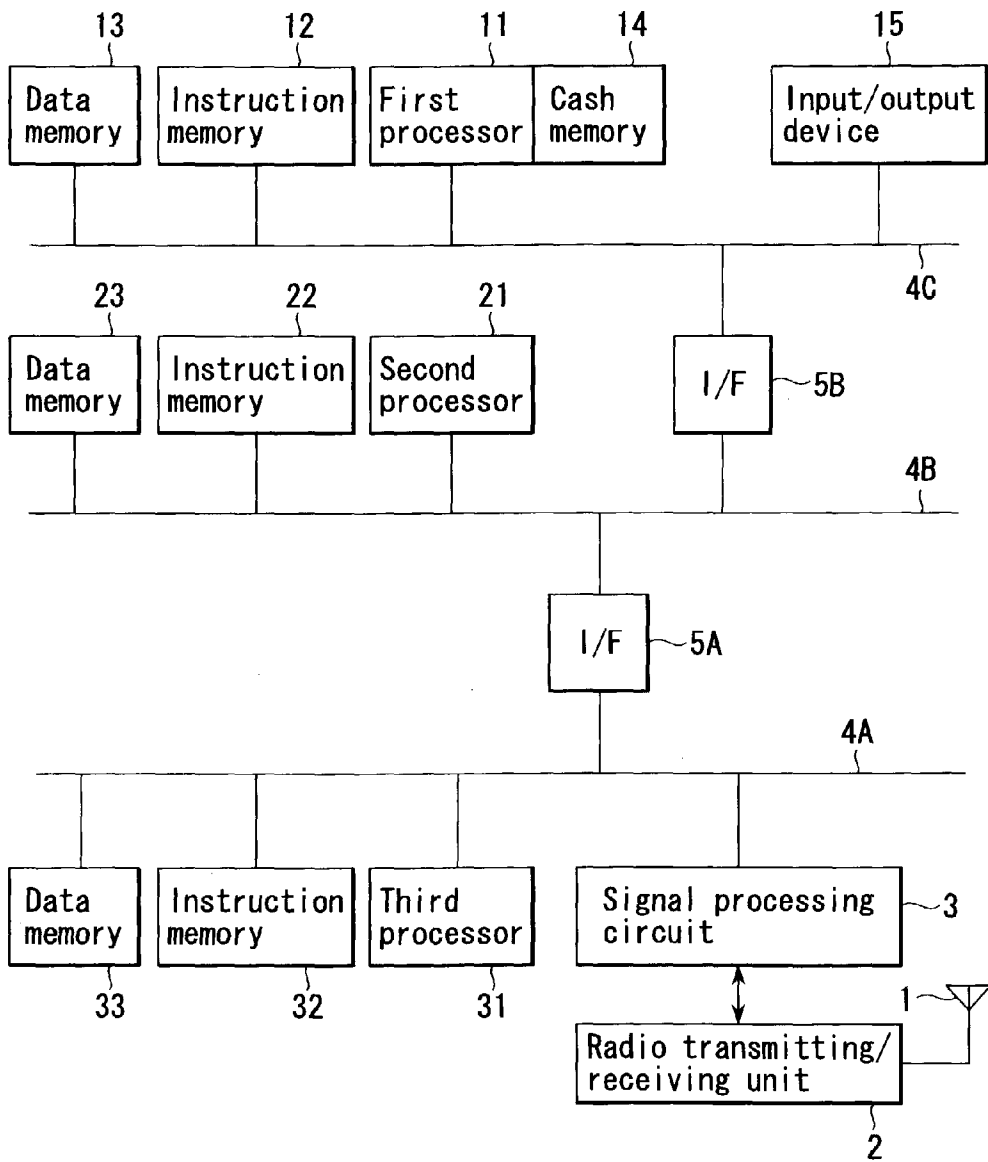 13
12
11
14
15
Data
memory
Instruction
memory
First
processor
Cash
memory
Input/output
device
4C
23
22
21
Data
memory
Instruction
memory
Second
processor
I/F
5B
4B
I/F
5A
4A
Data
memory
Instruction
memory
Third
processor
Signal processing
circuit
3
33
32
31
1
Radio transmitting/
receiving unit
2